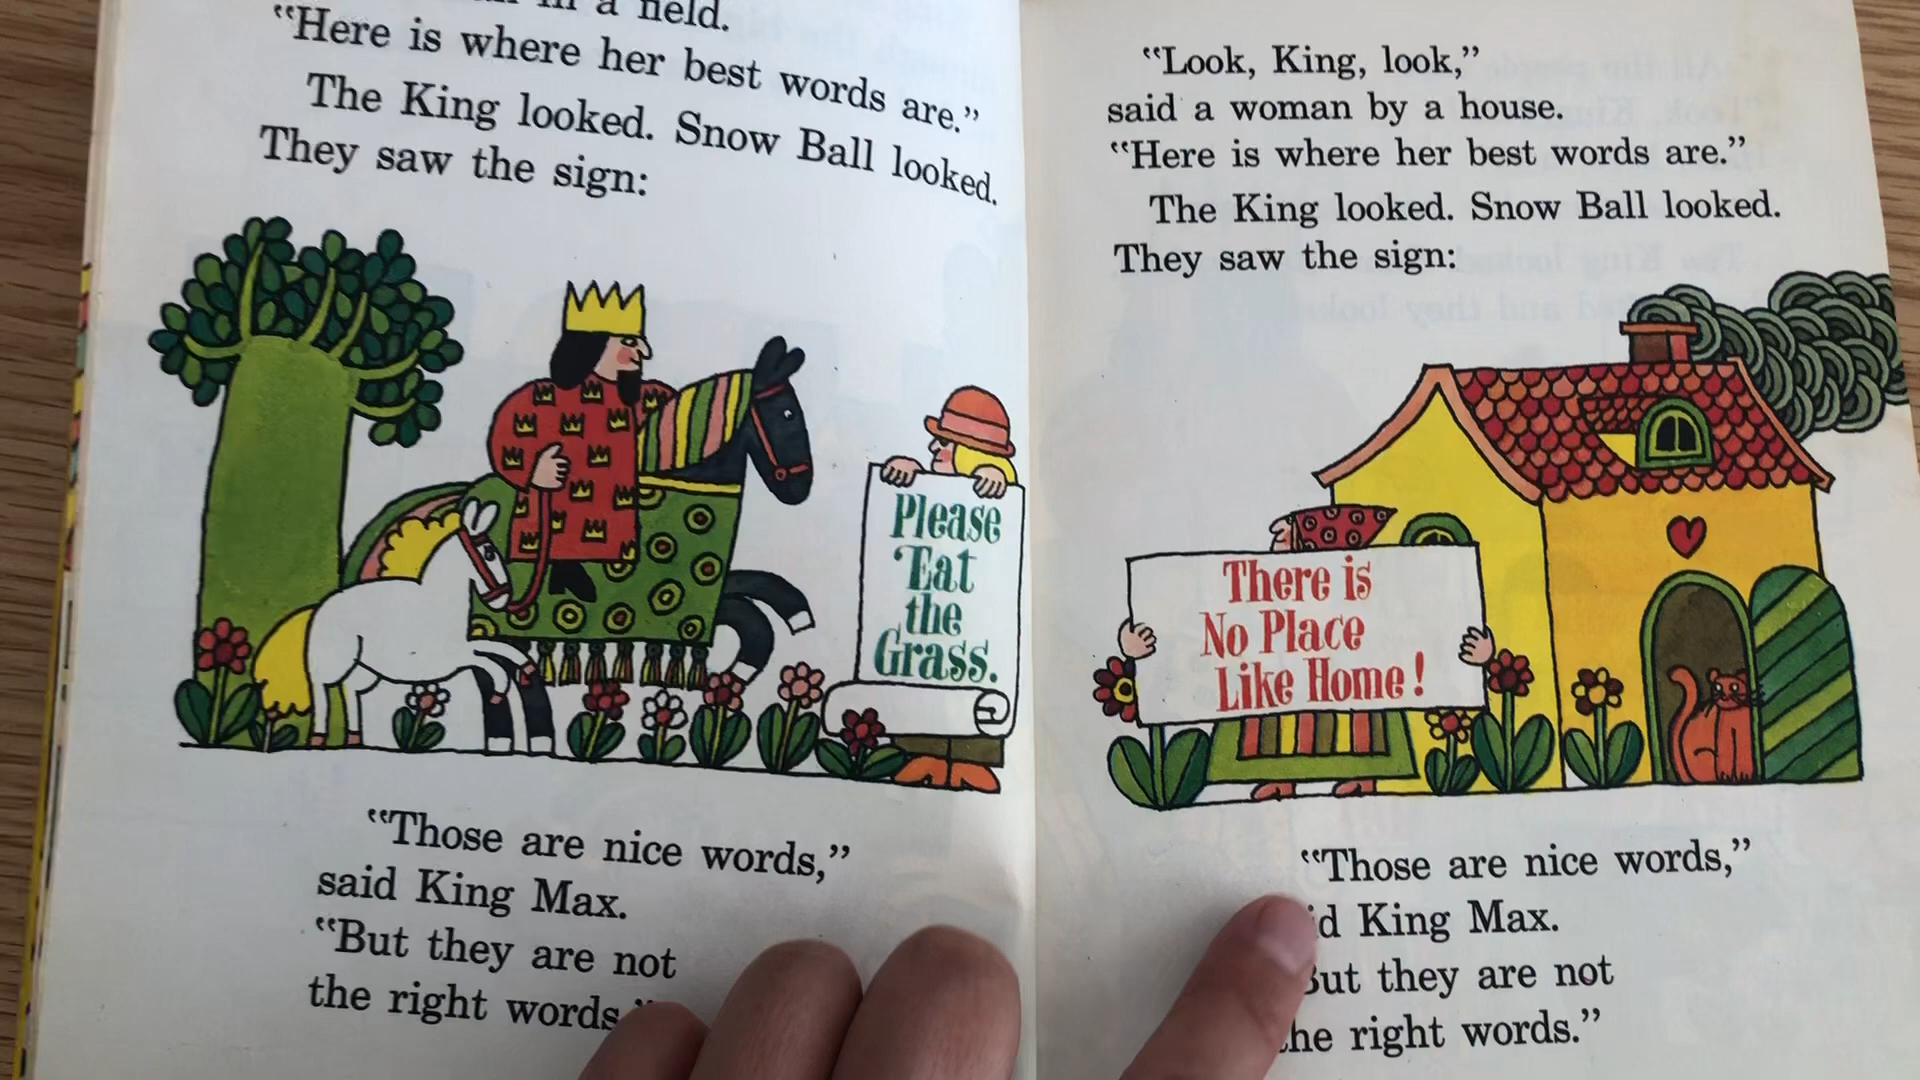 in a field.
“Here is where her best words are.”
The King looked. Snow Ball looked.
They saw the sign:
Please
Eat
the
Grass.
“Those are nice words,”
said King Max.
“But they are not
the right words.”
“Look, King, look,”
said a woman by a house.
“Here is where her best words are.”
The King looked. Snow Ball looked.
They saw the sign:
There is
No Place
Like Home!
“Those are nice words,”
King Max.
But they are not
the right words.”